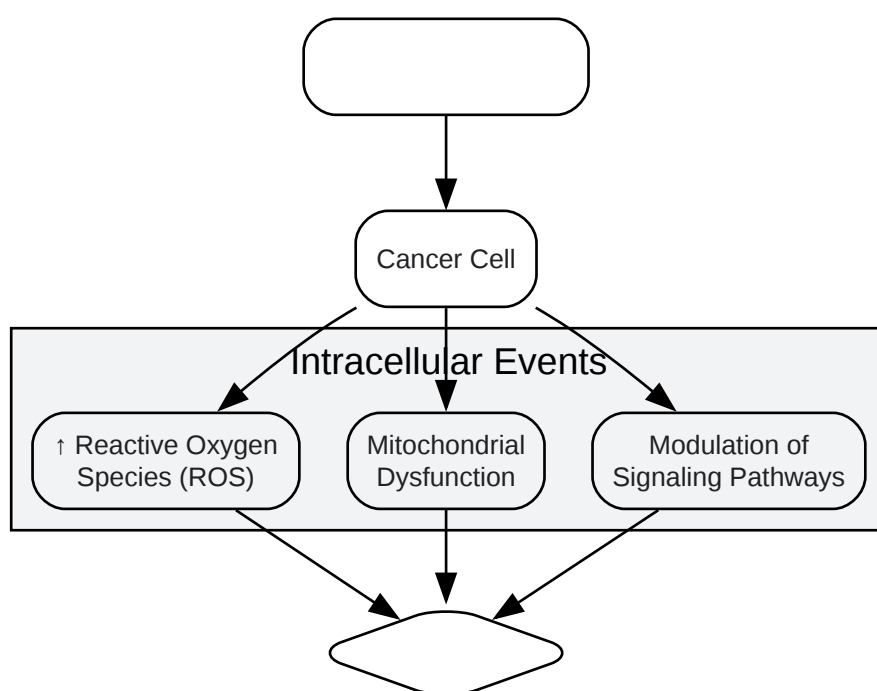 Cancer Cell
Intracellular Events
↑ Reactive Oxygen
Species (ROS)
Mitochondrial
Dysfunction
Modulation of
Signaling Pathways